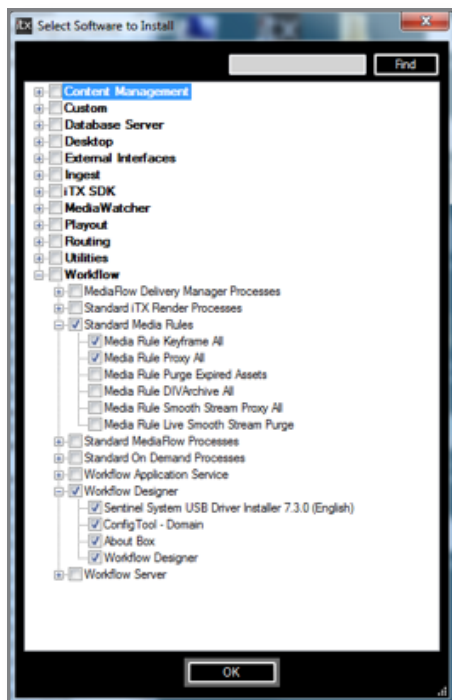 iTX Select Software to Install
Find
Content Management
Custom
Database Server
Desktop
External Interfaces
Ingest
iTX SDK
MediaWatcher
Playout
Routing
Utilities
Workflow
MediaFlow Delivery Manager Processes
Standard iTX Render Processes
Standard Media Rules
Media Rule Keyframe All
Media Rule Proxy All
Media Rule Purge Expired Assets
Media Rule DIVArchive All
Media Rule Smooth Stream Proxy All
Media Rule Live Smooth Stream Purge
Standard MediaFlow Processes
Standard On Demand Processes
Workflow Application Service
Workflow Designer
Sentinel System USB Driver Installer 7.3.0 (English)
ConfigTool - Domain
About Box
Workflow Designer
Workflow Server
OK